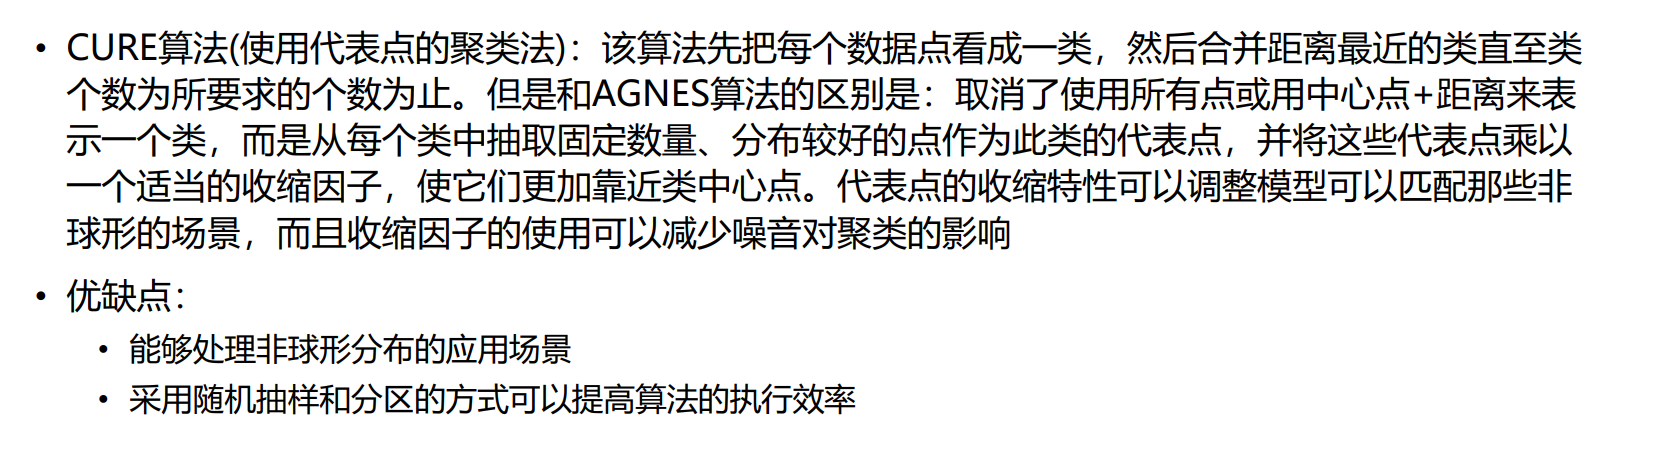 • CURE算法(使用代表点的聚类法)：该算法先把每个数据点看成一类，然后合并距离最近的类直至类
个数为所要求的个数为止。但是和AGNES算法的区别是：取消了使用所有点或用中心点+距离来表
示一个类，而是从每个类中抽取固定数量、分布较好的点作为此类的代表点，并将这些代表点乘以
一个适当的收缩因子，使它们更加靠近类中心点。代表点的收缩特性可以调整模型可以匹配那些非
球形的场景，而且收缩因子的使用可以减少噪音对聚类的影响
• 优缺点：
• 能够处理非球形分布的应用场景
• 采用随机抽样和分区的方式可以提高算法的执行效率